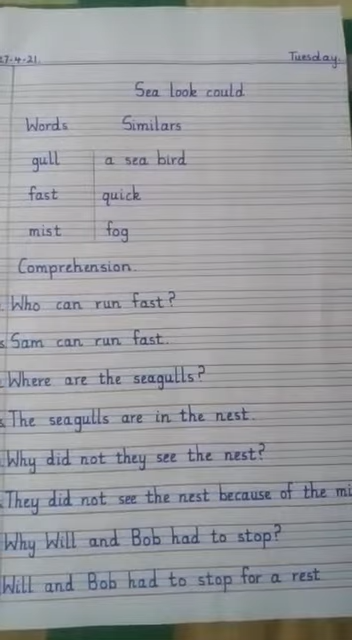 27-4-21. Tuesday.
Sea look could
Words Similars
gull a sea bird
fast quick
mist fog
Comprehension.
Who can run fast?
Sam can run fast.
Where are the seagulls?
The seagulls are in the nest.
Why did not they see the nest?
They did not see the nest because of the mi
Why Will and Bob had to stop?
Will and Bob had to stop for a rest